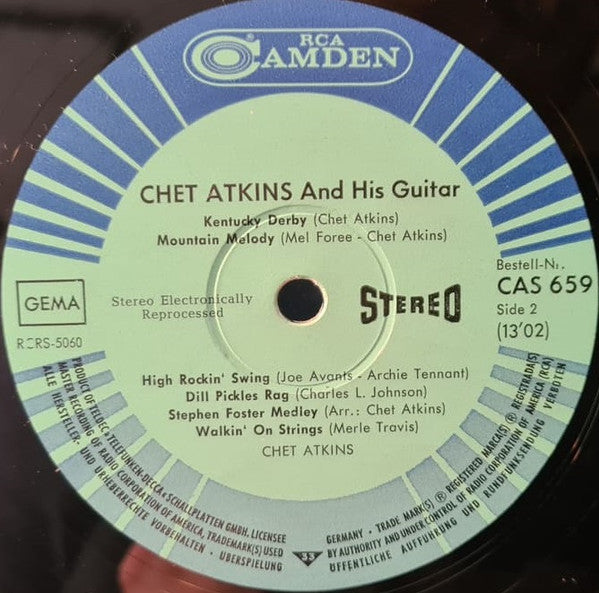 RCA
CAMDEN
CHET ATKINS And His Guitar
Kentucky Derby (Chet Atkins)
Mountain Melody (Mel Foree - Chet Atkins)
Bestell-Nr.
CAS 659
Side 2
(13'02)
GEMA
Stereo Electronically
Reprocessed
STEREO
RCRS-5060
High Rockin' Swing (Joe Avants - Archie Tennant)
Dill Pickles Rag (Charles L. Johnson)
Stephen Foster Medley (Arr.: Chet Atkins)
Walkin' On Strings (Merle Travis)
CHET ATKINS
PRODUCT OF TELDEC »TELEFUNKEN-DECCA« SCHALLPLATTEN GMBH. LICENSEE
MASTER RECORDING OF RADIO CORPORATION OF AMERICA, TRADEMARK(S) USED
ALLE HERSTELLER- UND URHEBERRECHTE VORBEHALTEN · ÜBERSPIELUNG
33
GERMANY · TRADE MARK(S) ® REGISTERED MARCA(S) ® REGISTRADA(S)
BY AUTHORITY AND UNDER CONTROL OF RADIO CORPORATION OF AMERICA (RCA)
ÖFFENTLICHE AUFFÜHRUNG UND RUNDFUNKSENDUNG VERBOTEN